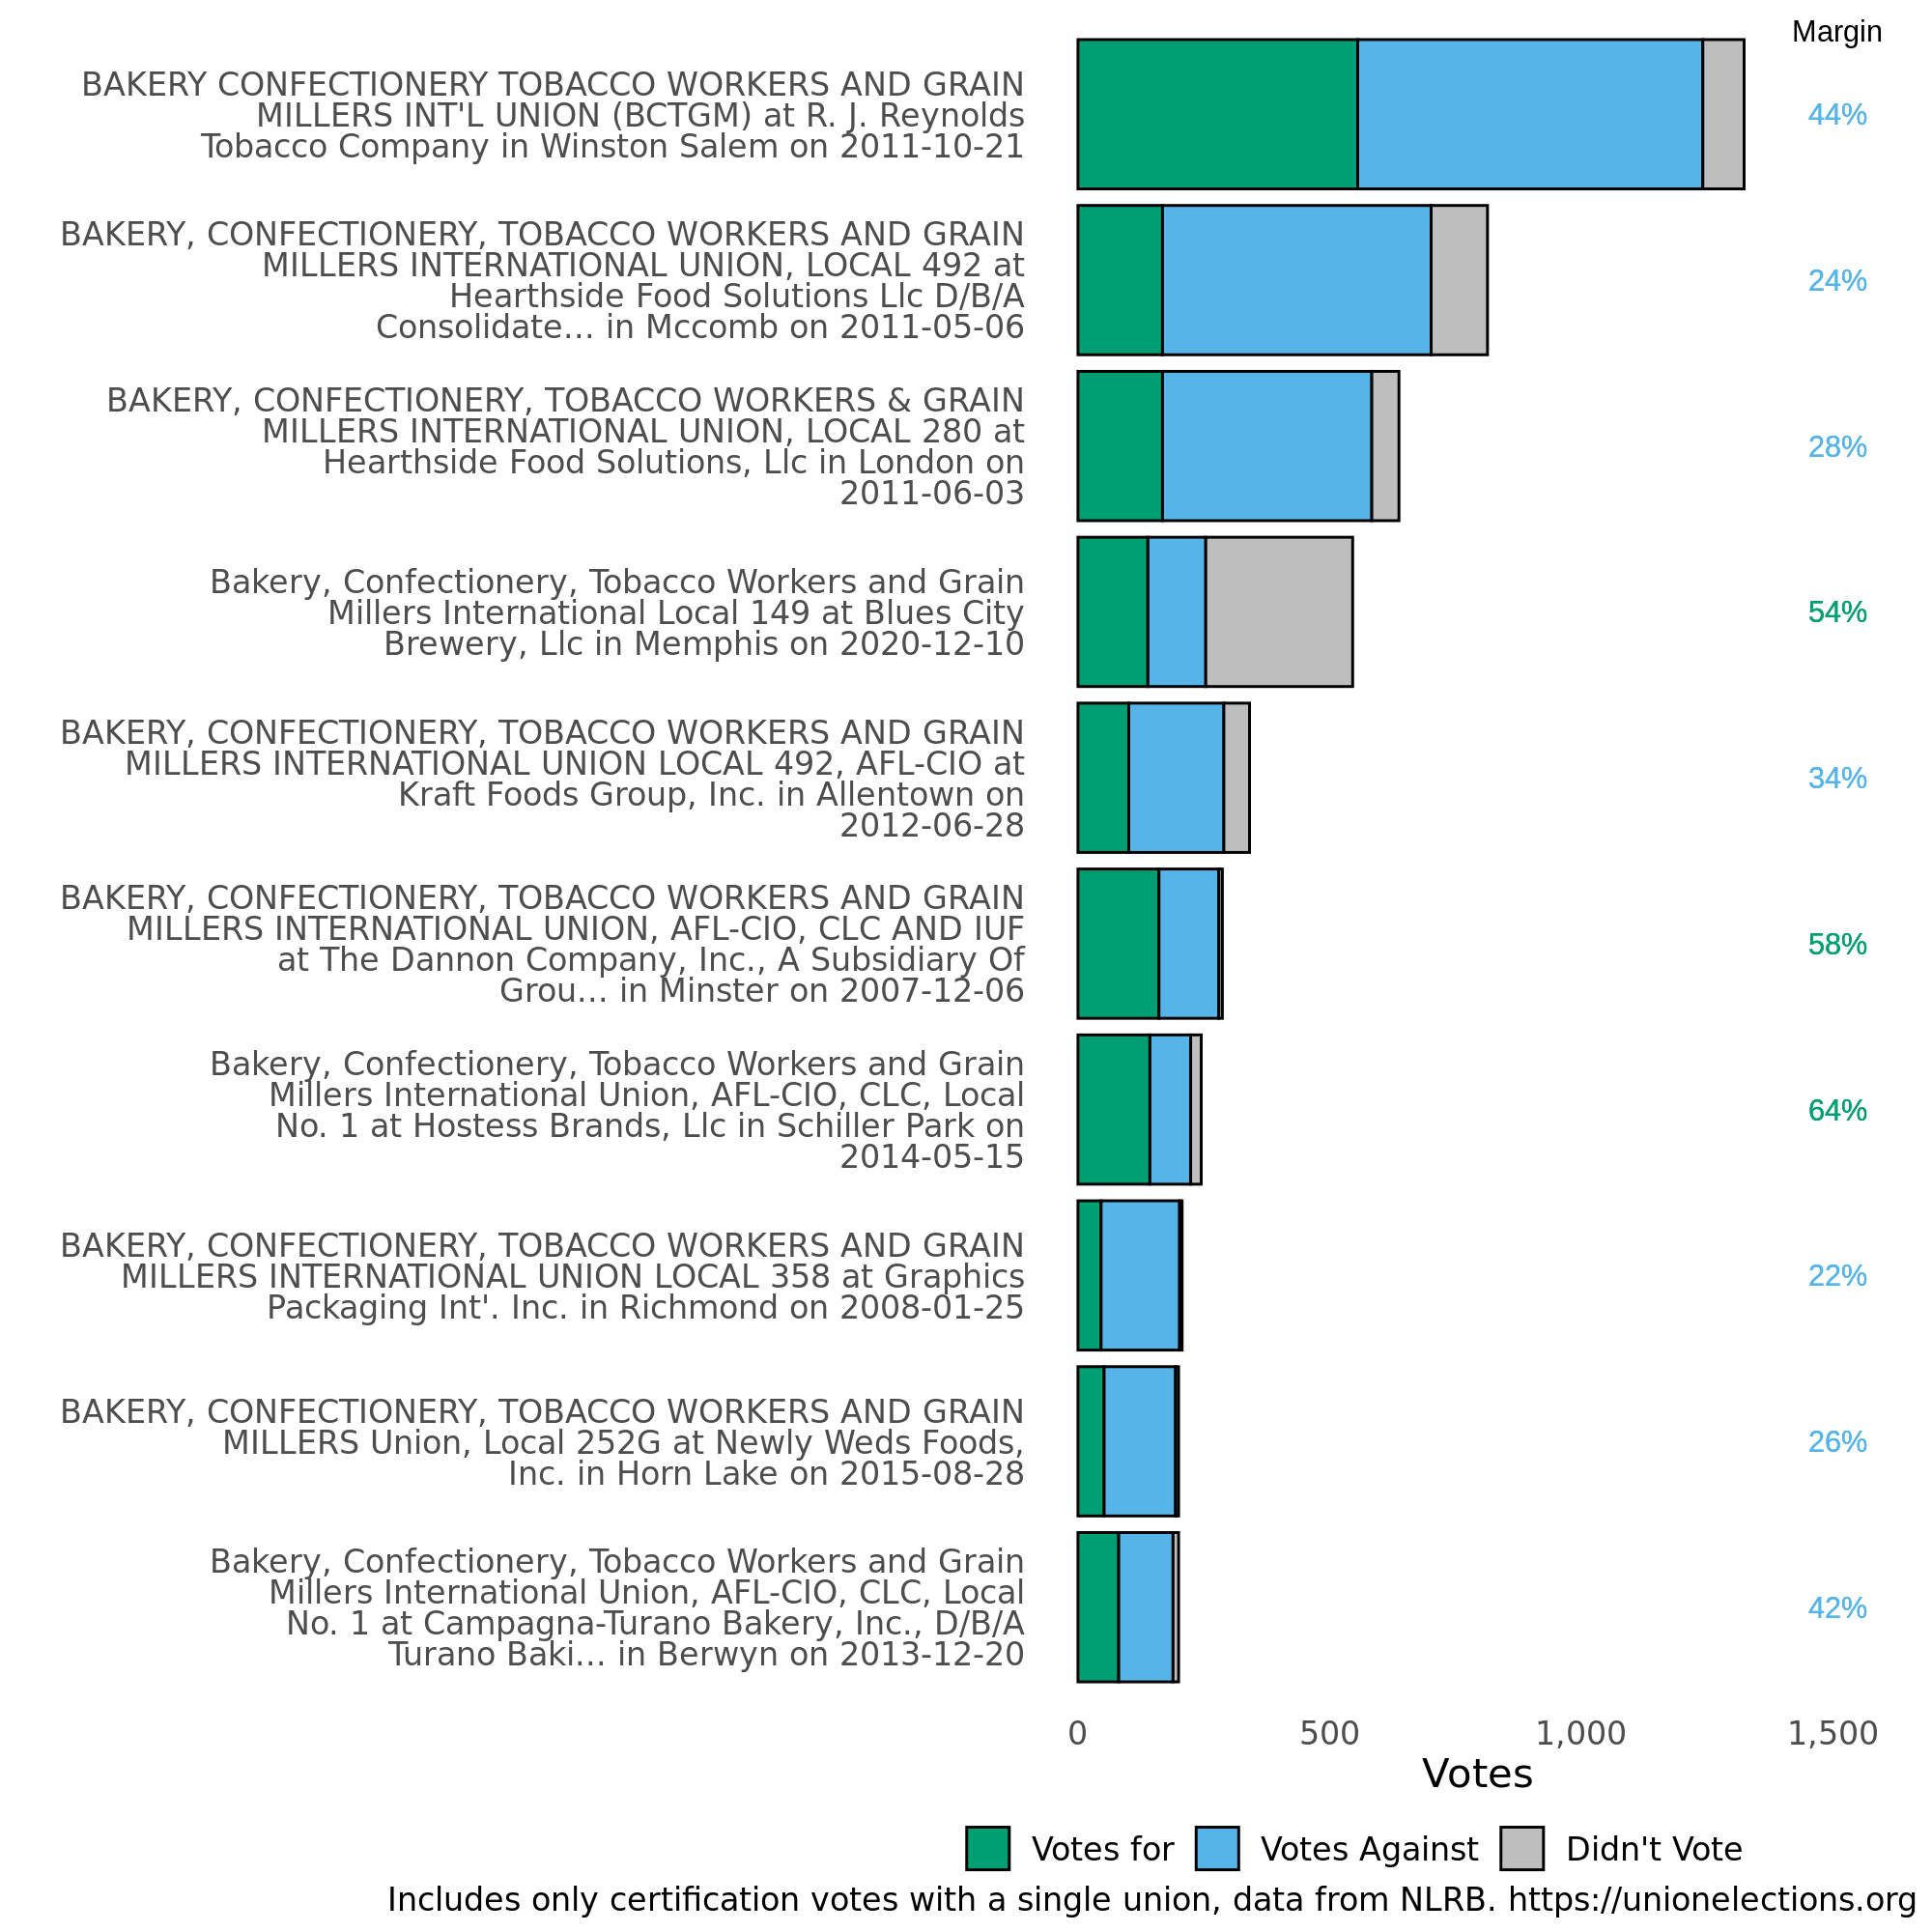 Margin
BAKERY CONFECTIONERY TOBACCO WORKERS AND GRAIN
MILLERS INT'L UNION (BCTGM) at R. J. Reynolds
Tobacco Company in Winston Salem on 2011-10-21
44%
BAKERY, CONFECTIONERY, TOBACCO WORKERS AND GRAIN
MILLERS INTERNATIONAL UNION, LOCAL 492 at
Hearthside Food Solutions Llc D/B/A
Consolidate... in Mccomb on 2011-05-06
24%
BAKERY, CONFECTIONERY, TOBACCO WORKERS & GRAIN
MILLERS INTERNATIONAL UNION, LOCAL 280 at
Hearthside Food Solutions, Llc in London on
2011-06-03
28%
Bakery, Confectionery, Tobacco Workers and Grain
Millers International Local 149 at Blues City
Brewery, Llc in Memphis on 2020-12-10
54%
BAKERY, CONFECTIONERY, TOBACCO WORKERS AND GRAIN
MILLERS INTERNATIONAL UNION LOCAL 492, AFL-CIO at
Kraft Foods Group, Inc. in Allentown on
2012-06-28
34%
BAKERY, CONFECTIONERY, TOBACCO WORKERS AND GRAIN
MILLERS INTERNATIONAL UNION, AFL-CIO, CLC AND IUF
at The Dannon Company, Inc., A Subsidiary Of
Grou... in Minster on 2007-12-06
58%
Bakery, Confectionery, Tobacco Workers and Grain
Millers International Union, AFL-CIO, CLC, Local
No. 1 at Hostess Brands, Llc in Schiller Park on
2014-05-15
64%
BAKERY, CONFECTIONERY, TOBACCO WORKERS AND GRAIN
MILLERS INTERNATIONAL UNION LOCAL 358 at Graphics
Packaging Int'. Inc. in Richmond on 2008-01-25
22%
BAKERY, CONFECTIONERY, TOBACCO WORKERS AND GRAIN
MILLERS Union, Local 252G at Newly Weds Foods,
Inc. in Horn Lake on 2015-08-28
26%
Bakery, Confectionery, Tobacco Workers and Grain
Millers International Union, AFL-CIO, CLC, Local
No. 1 at Campagna-Turano Bakery, Inc., D/B/A
Turano Baki... in Berwyn on 2013-12-20
42%
0 500 1,000 1,500
Votes
Votes for Votes Against Didn't Vote
Includes only certification votes with a single union, data from NLRB. https://unionelections.org